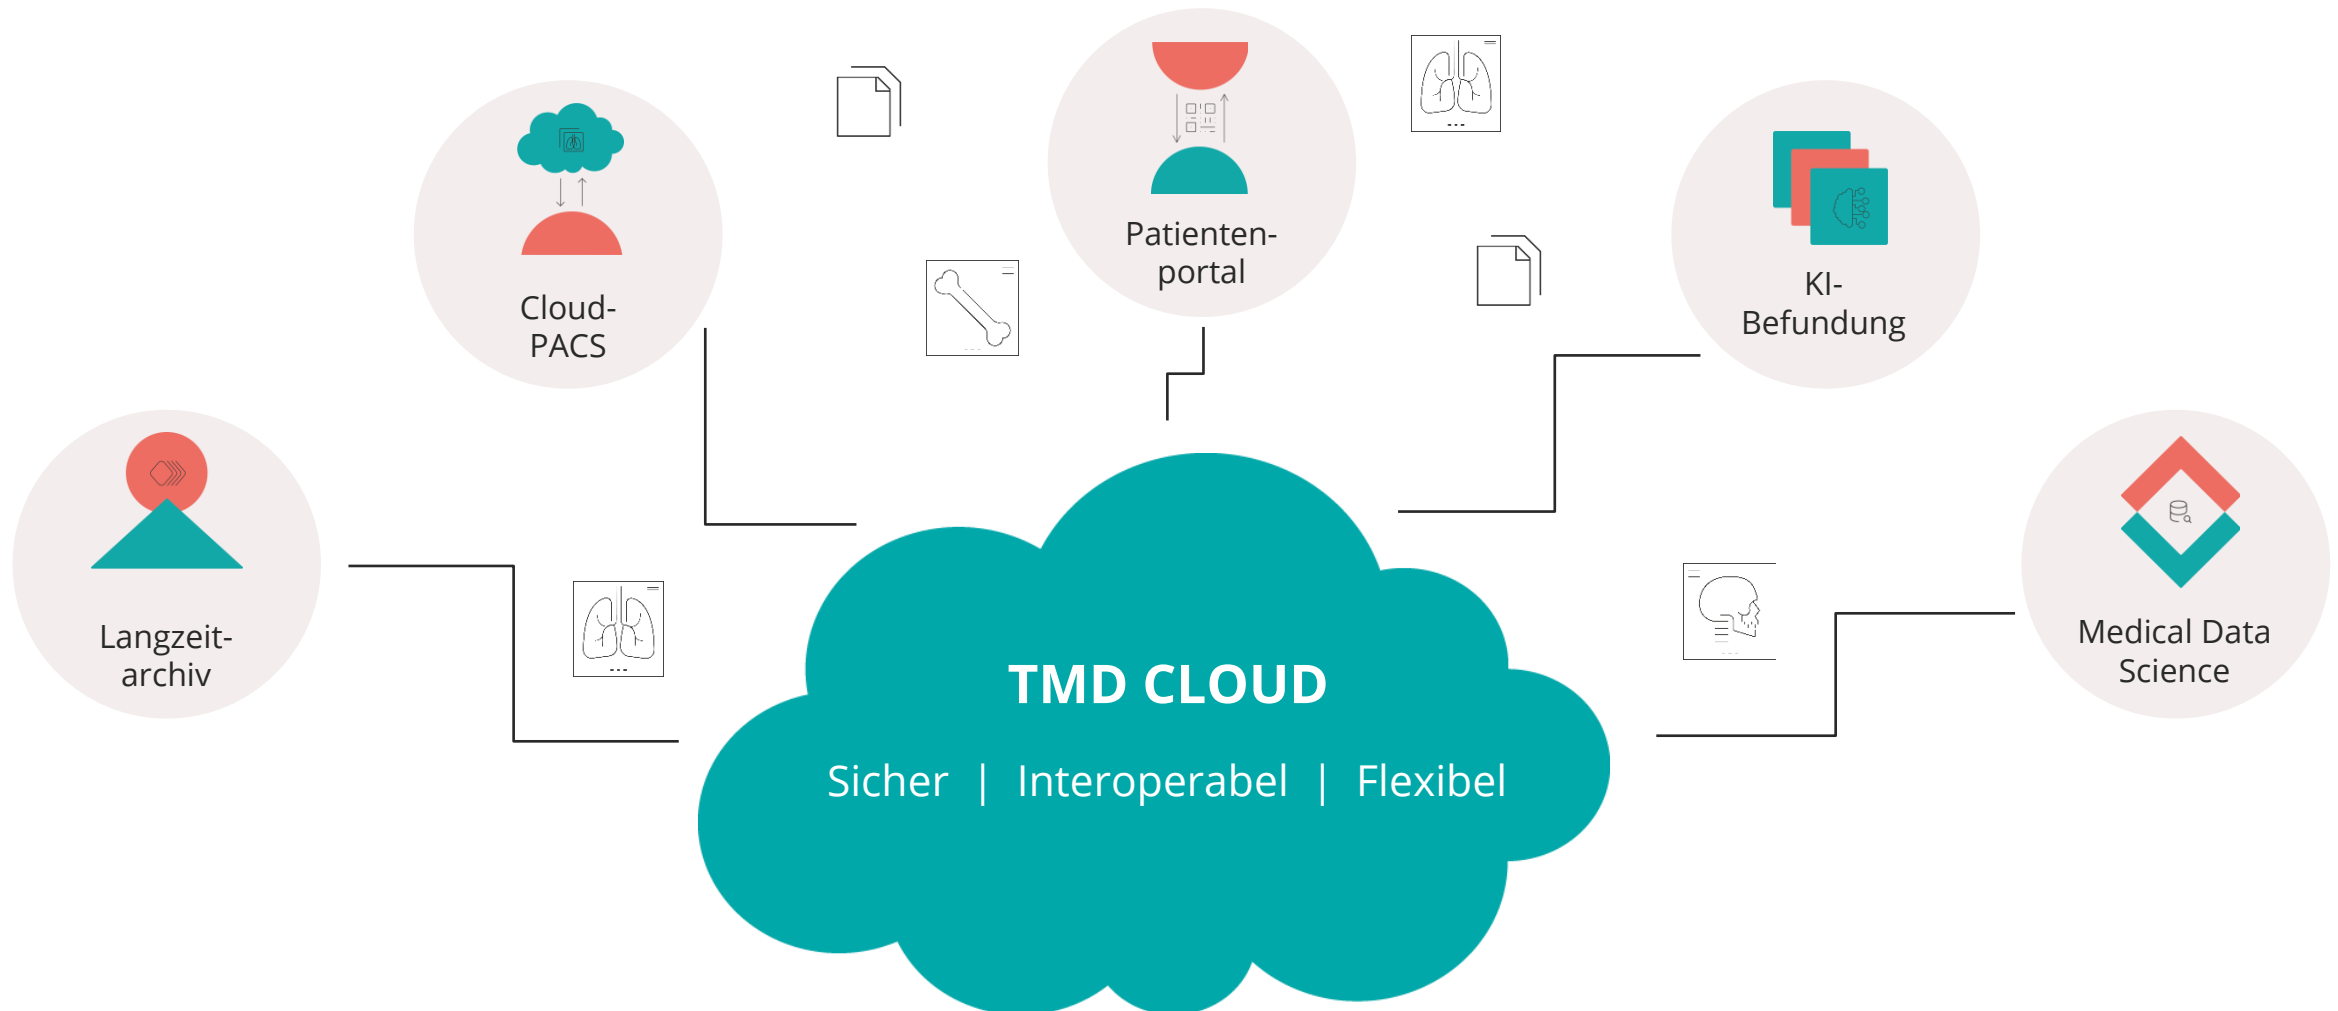 Patienten-
portal
Cloud-
PACS
KI-
Befundung
Langzeit-
archiv
Medical Data
Science
TMD CLOUD
Sicher | Interoperabel | Flexibel